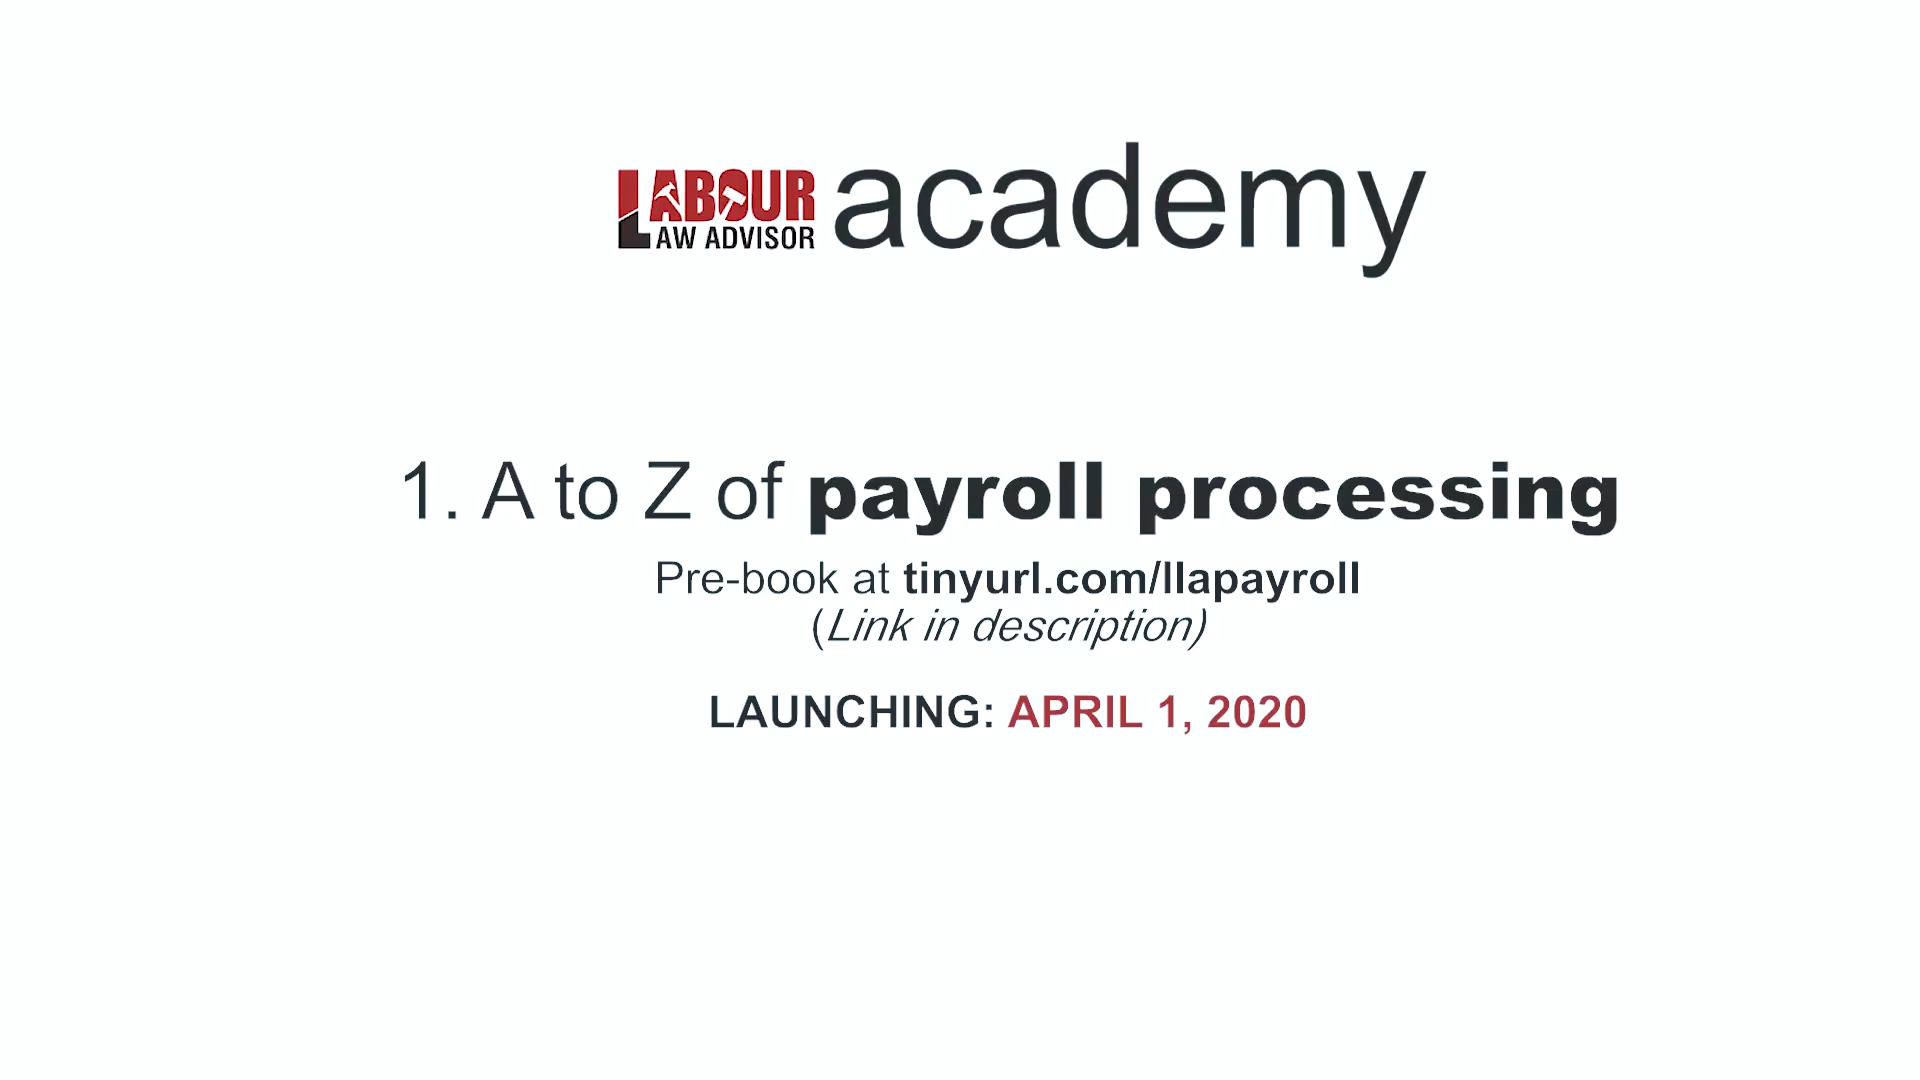 LABOUR academy
LAW ADVISOR
1. A to Z of payroll processing
Pre-book at tinyurl.com/llapayroll
(Link in description)
LAUNCHING: APRIL 1, 2020